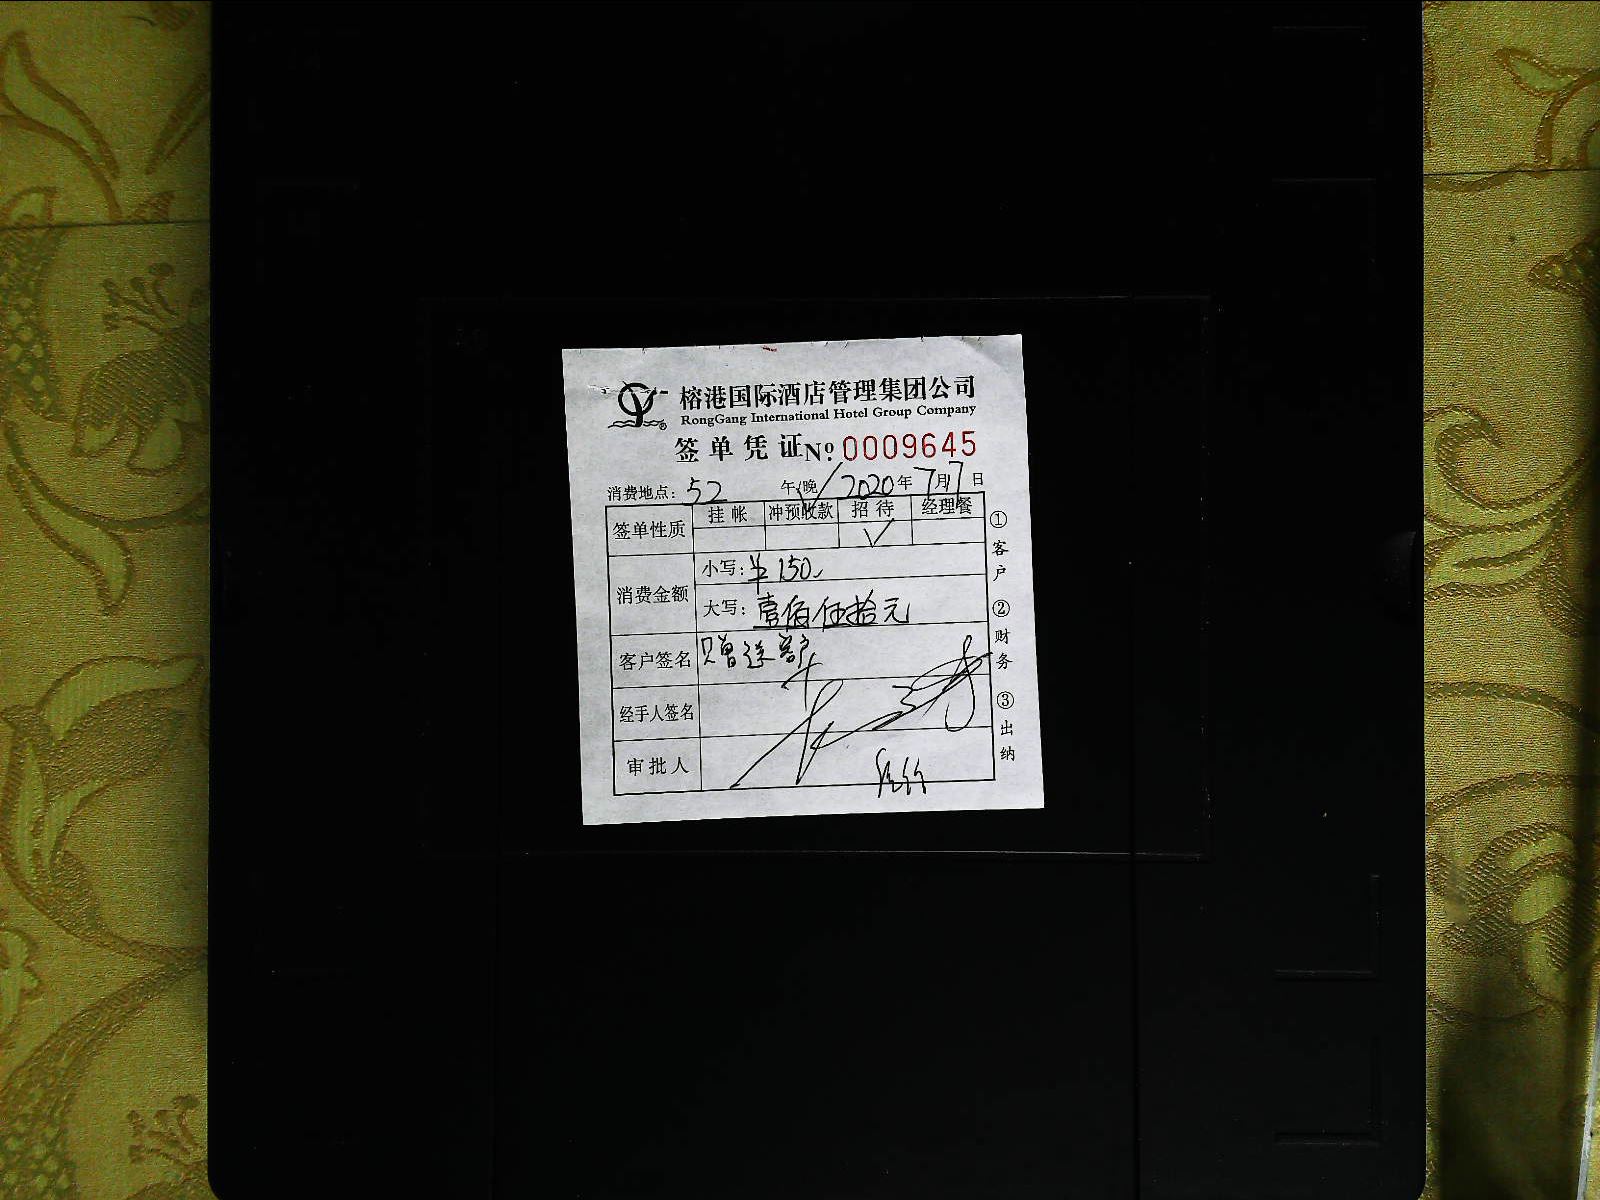 榕港国际酒店管理集团公司
RongGang International Hotel Group Company
签单凭证 Nº 0009645
消费地点: 52 午/晚 2020年7月7日
签单性质 挂帐 冲预收款 招待 经理餐
√
消费金额 小写: ¥150
大写: 壹佰伍拾元
客户签名 赠送客户
经手人签名
审批人
①客户 ②财务 ③出纳